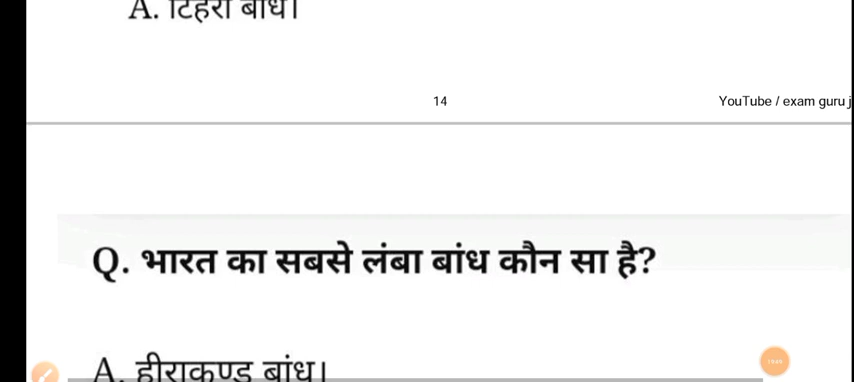 A. टिहरी बांध।
14
YouTube / exam guru j
Q. भारत का सबसे लंबा बांध कौन सा है?
A. हीराकुण्ड बांध।